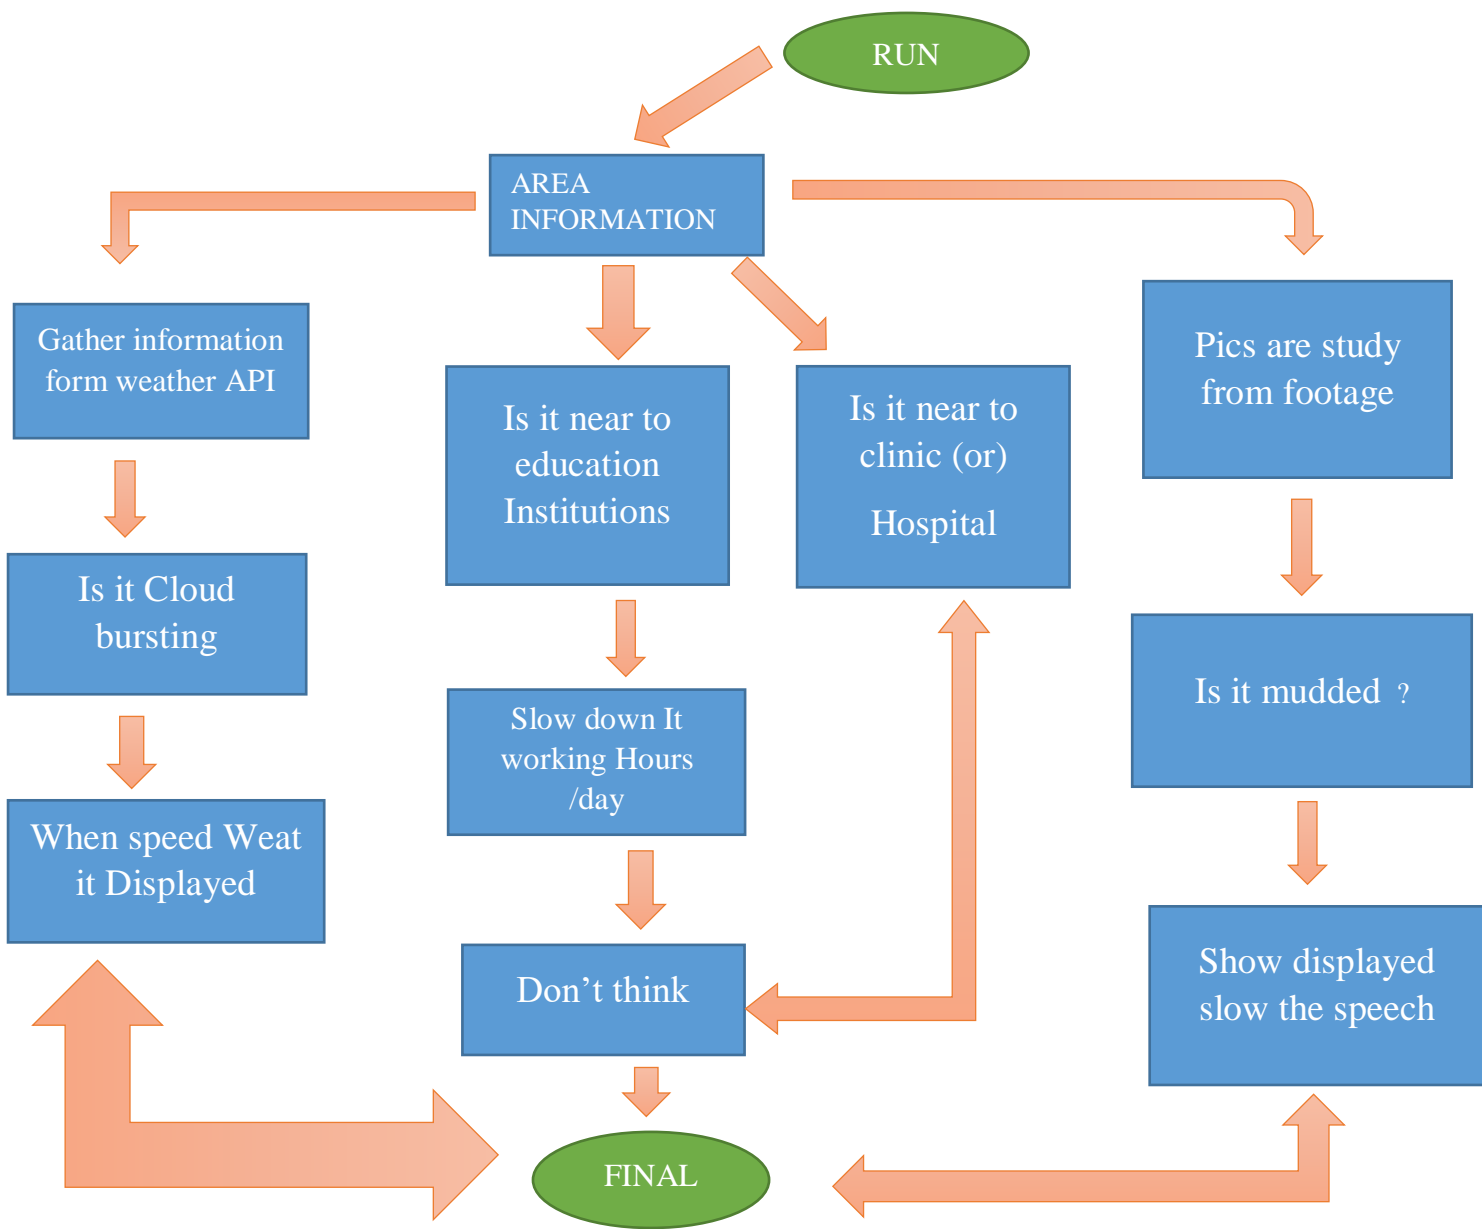 RUN
AREA
INFORMATION
Gather information
form weather API
Is it Cloud
bursting
When speed Weat
it Displayed
Is it near to
education
Institutions
Slow down It
working Hours
/day
Don’t think
Is it near to
clinic (or)
Hospital
Pics are study
from footage
Is it mudded ?
Show displayed
slow the speech
FINAL